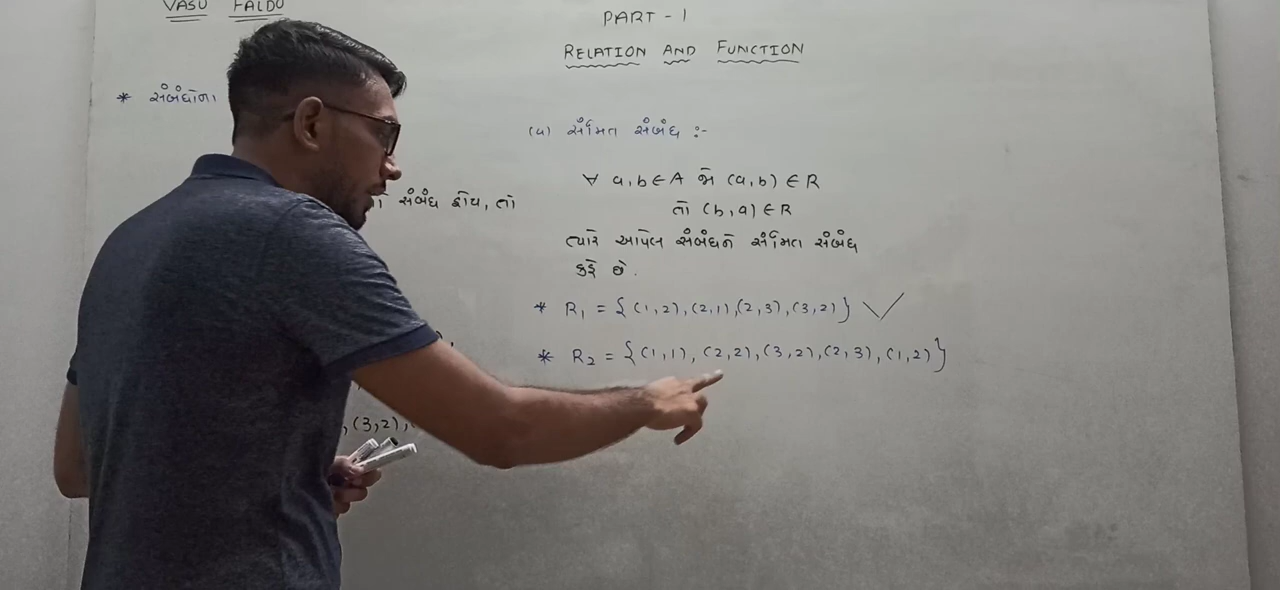 VASU FALDU
PART - 1
RELATION AND FUNCTION
* સંબંધોના
(a) સંમિત સંબંધ :-
∀ a, b ∈ A જો (a, b) ∈ R
સંબંધ હોય, તો
તો (b, a) ∈ R
ત્યારે આપેલ સંબંધને સંમિત સંબંધ
કહે છે.
* R₁ = {(1,2), (2,1), (2,3), (3,2)} ✓
* R₂ = {(1,1), (2,2), (3,2), (2,3), (1,2)}
, (3,2),